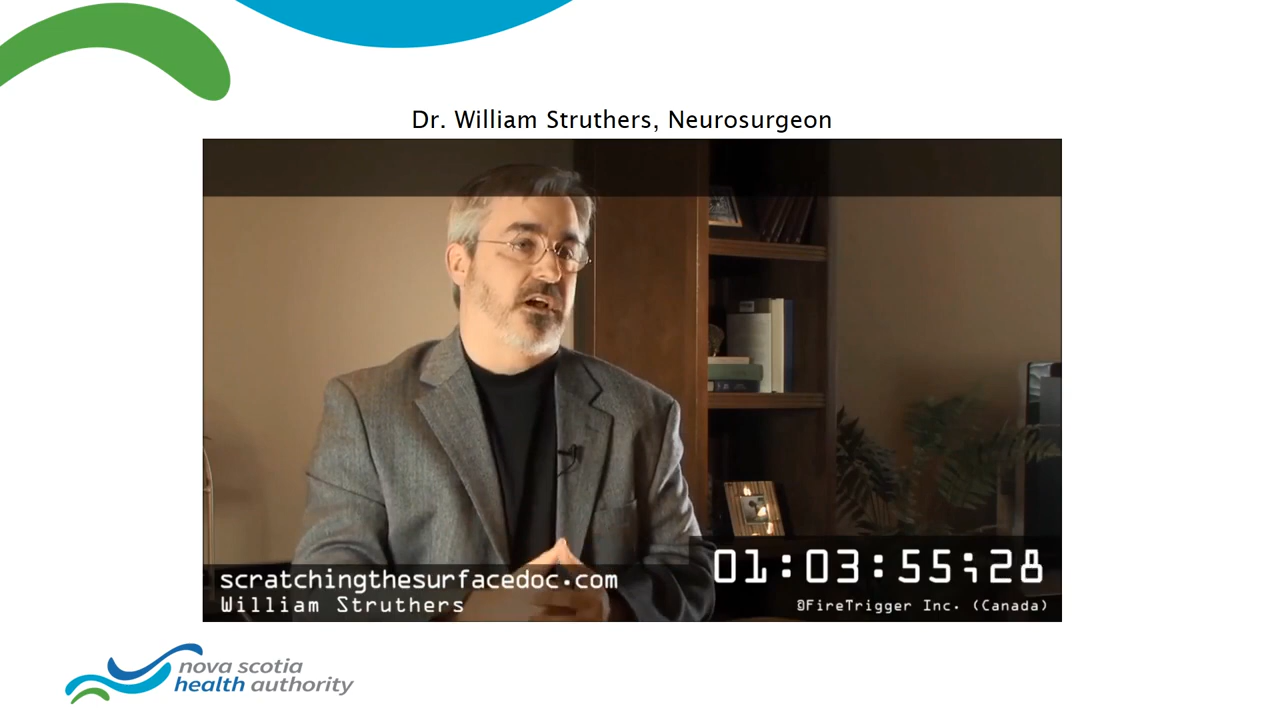 Dr. William Struthers, Neurosurgeon
scratchingthesurfacedoc.com
William Struthers
01:03:55;28
©FireTrigger Inc. (Canada)
nova scotia
health authority